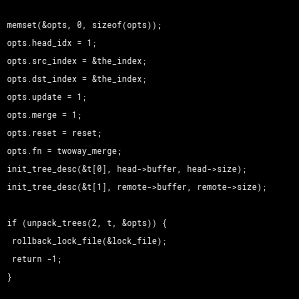 memset(&opts, 0, sizeof(opts));
opts.head_idx = 1;
opts.src_index = &the_index;
opts.dst_index = &the_index;
opts.update = 1;
opts.merge = 1;
opts.reset = reset;
opts.fn = twoway_merge;
init_tree_desc(&t[0], head->buffer, head->size);
init_tree_desc(&t[1], remote->buffer, remote->size);

if (unpack_trees(2, t, &opts)) {
 rollback_lock_file(&lock_file);
 return -1;
}